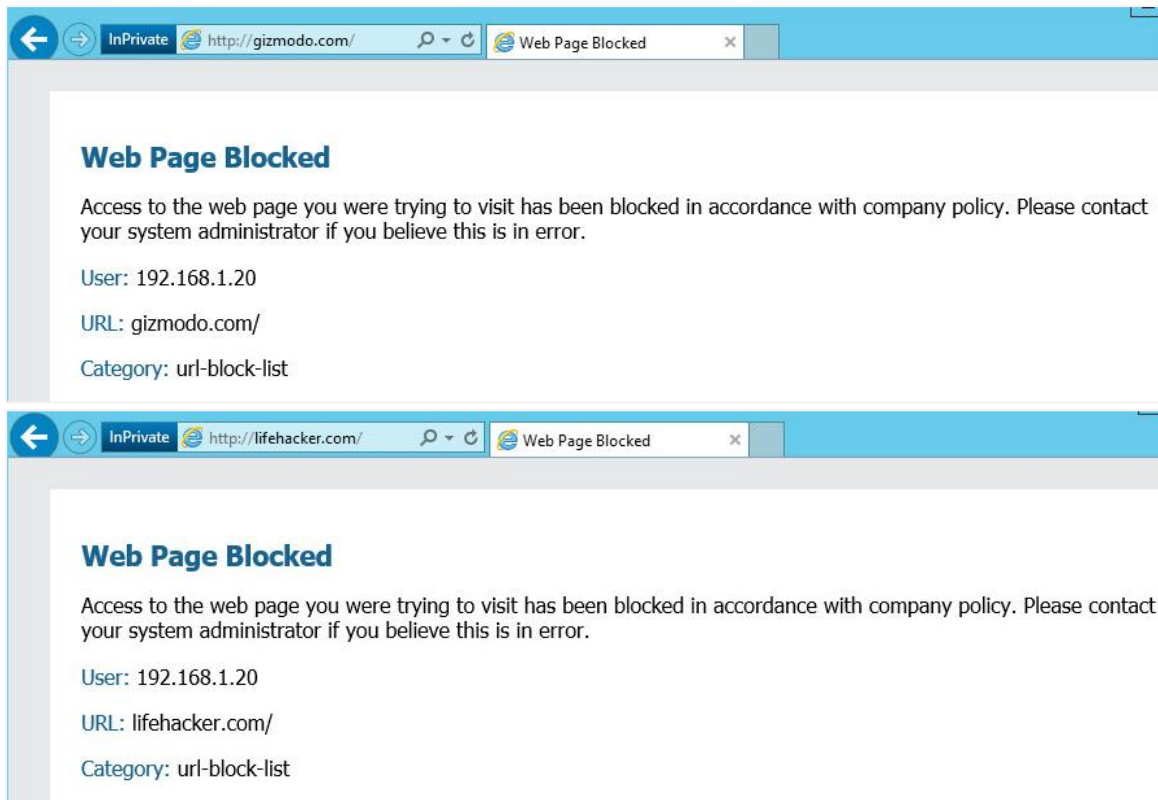 InPrivate http://gizmodo.com/ Web Page Blocked
Web Page Blocked
Access to the web page you were trying to visit has been blocked in accordance with company policy. Please contact
your system administrator if you believe this is in error.
User: 192.168.1.20
URL: gizmodo.com/
Category: url-block-list
InPrivate http://lifehacker.com/ Web Page Blocked
Web Page Blocked
Access to the web page you were trying to visit has been blocked in accordance with company policy. Please contact
your system administrator if you believe this is in error.
User: 192.168.1.20
URL: lifehacker.com/
Category: url-block-list